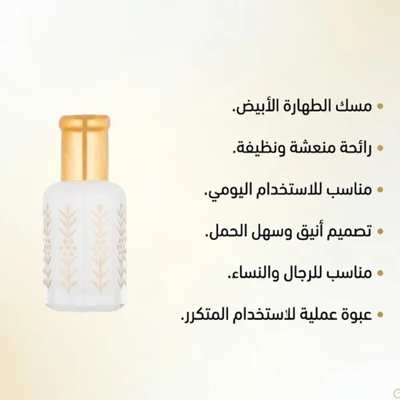 • مسك الطهارة الأبيض.
• رائحة منعشة ونظيفة.
• مناسب للاستخدام اليومي.
• تصميم أنيق وسهل الحمل.
• مناسب للرجال والنساء.
• عبوة عملية للاستخدام المتكرر.